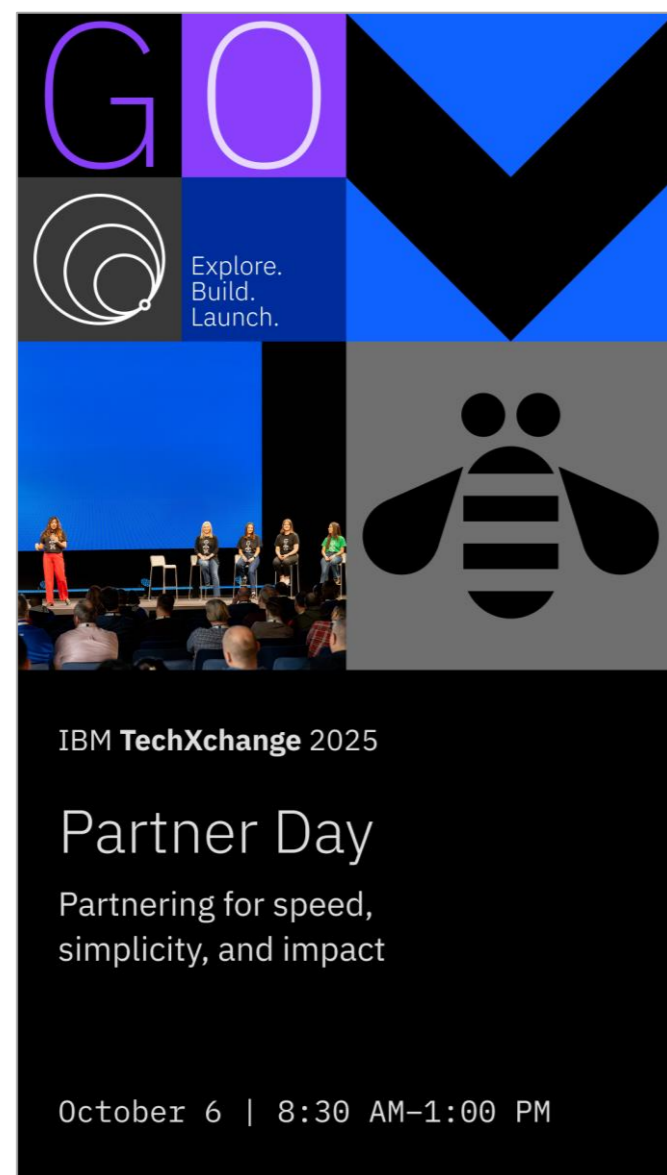 GO
Explore.
Build.
Launch.
IBM TechXchange 2025
Partner Day
Partnering for speed,
simplicity, and impact
October 6 | 8:30 AM–1:00 PM